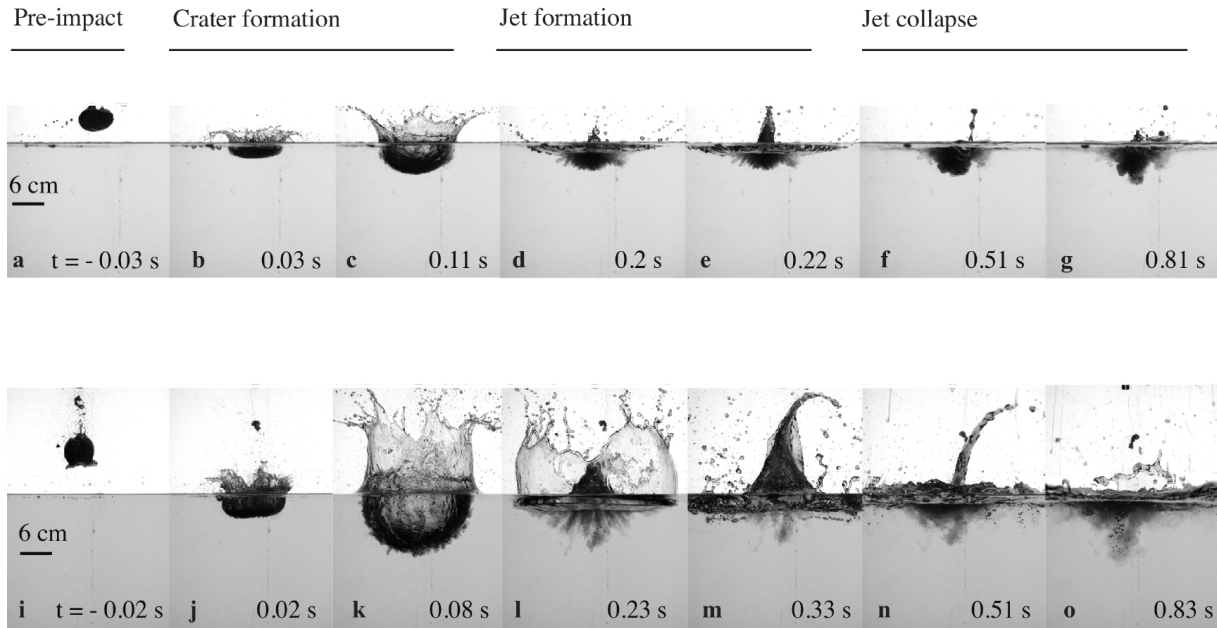 Pre-impact Crater formation Jet formation Jet collapse
6 cm
a t = - 0.03 s b 0.03 s c 0.11 s d 0.2 s e 0.22 s f 0.51 s g 0.81 s
6 cm
i t = - 0.02 s j 0.02 s k 0.08 s l 0.23 s m 0.33 s n 0.51 s o 0.83 s